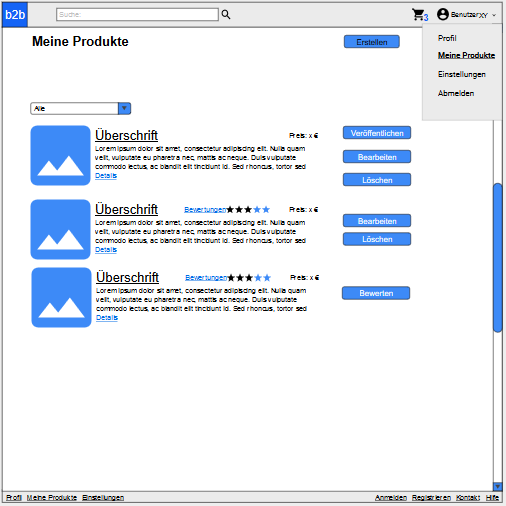 b2b
Suche:
3
Benutzer XY
Profil
Meine Produkte
Einstellungen
Abmelden
Meine Produkte
Erstellen
Alle
Überschrift
Preis: x €
Lorem ipsum dolor sit amet, consectetur adipiscing elit. Nulla quam
velit, vulputate eu pharetra nec, mattis ac neque. Duis vulputate
commodo lectus, ac blandit elit tincidunt id. Sed rhoncus, tortor sed
Details
Veröffentlichen
Bearbeiten
Löschen
Überschrift
Bewertungen
Preis: x €
Lorem ipsum dolor sit amet, consectetur adipiscing elit. Nulla quam
velit, vulputate eu pharetra nec, mattis ac neque. Duis vulputate
commodo lectus, ac blandit elit tincidunt id. Sed rhoncus, tortor sed
Details
Bearbeiten
Löschen
Überschrift
Bewertungen
Preis: x €
Lorem ipsum dolor sit amet, consectetur adipiscing elit. Nulla quam
velit, vulputate eu pharetra nec, mattis ac neque. Duis vulputate
commodo lectus, ac blandit elit tincidunt id. Sed rhoncus, tortor sed
Details
Bewerten
Profil Meine Produkte Einstellungen
Anmelden Registrieren Kontakt Hilfe